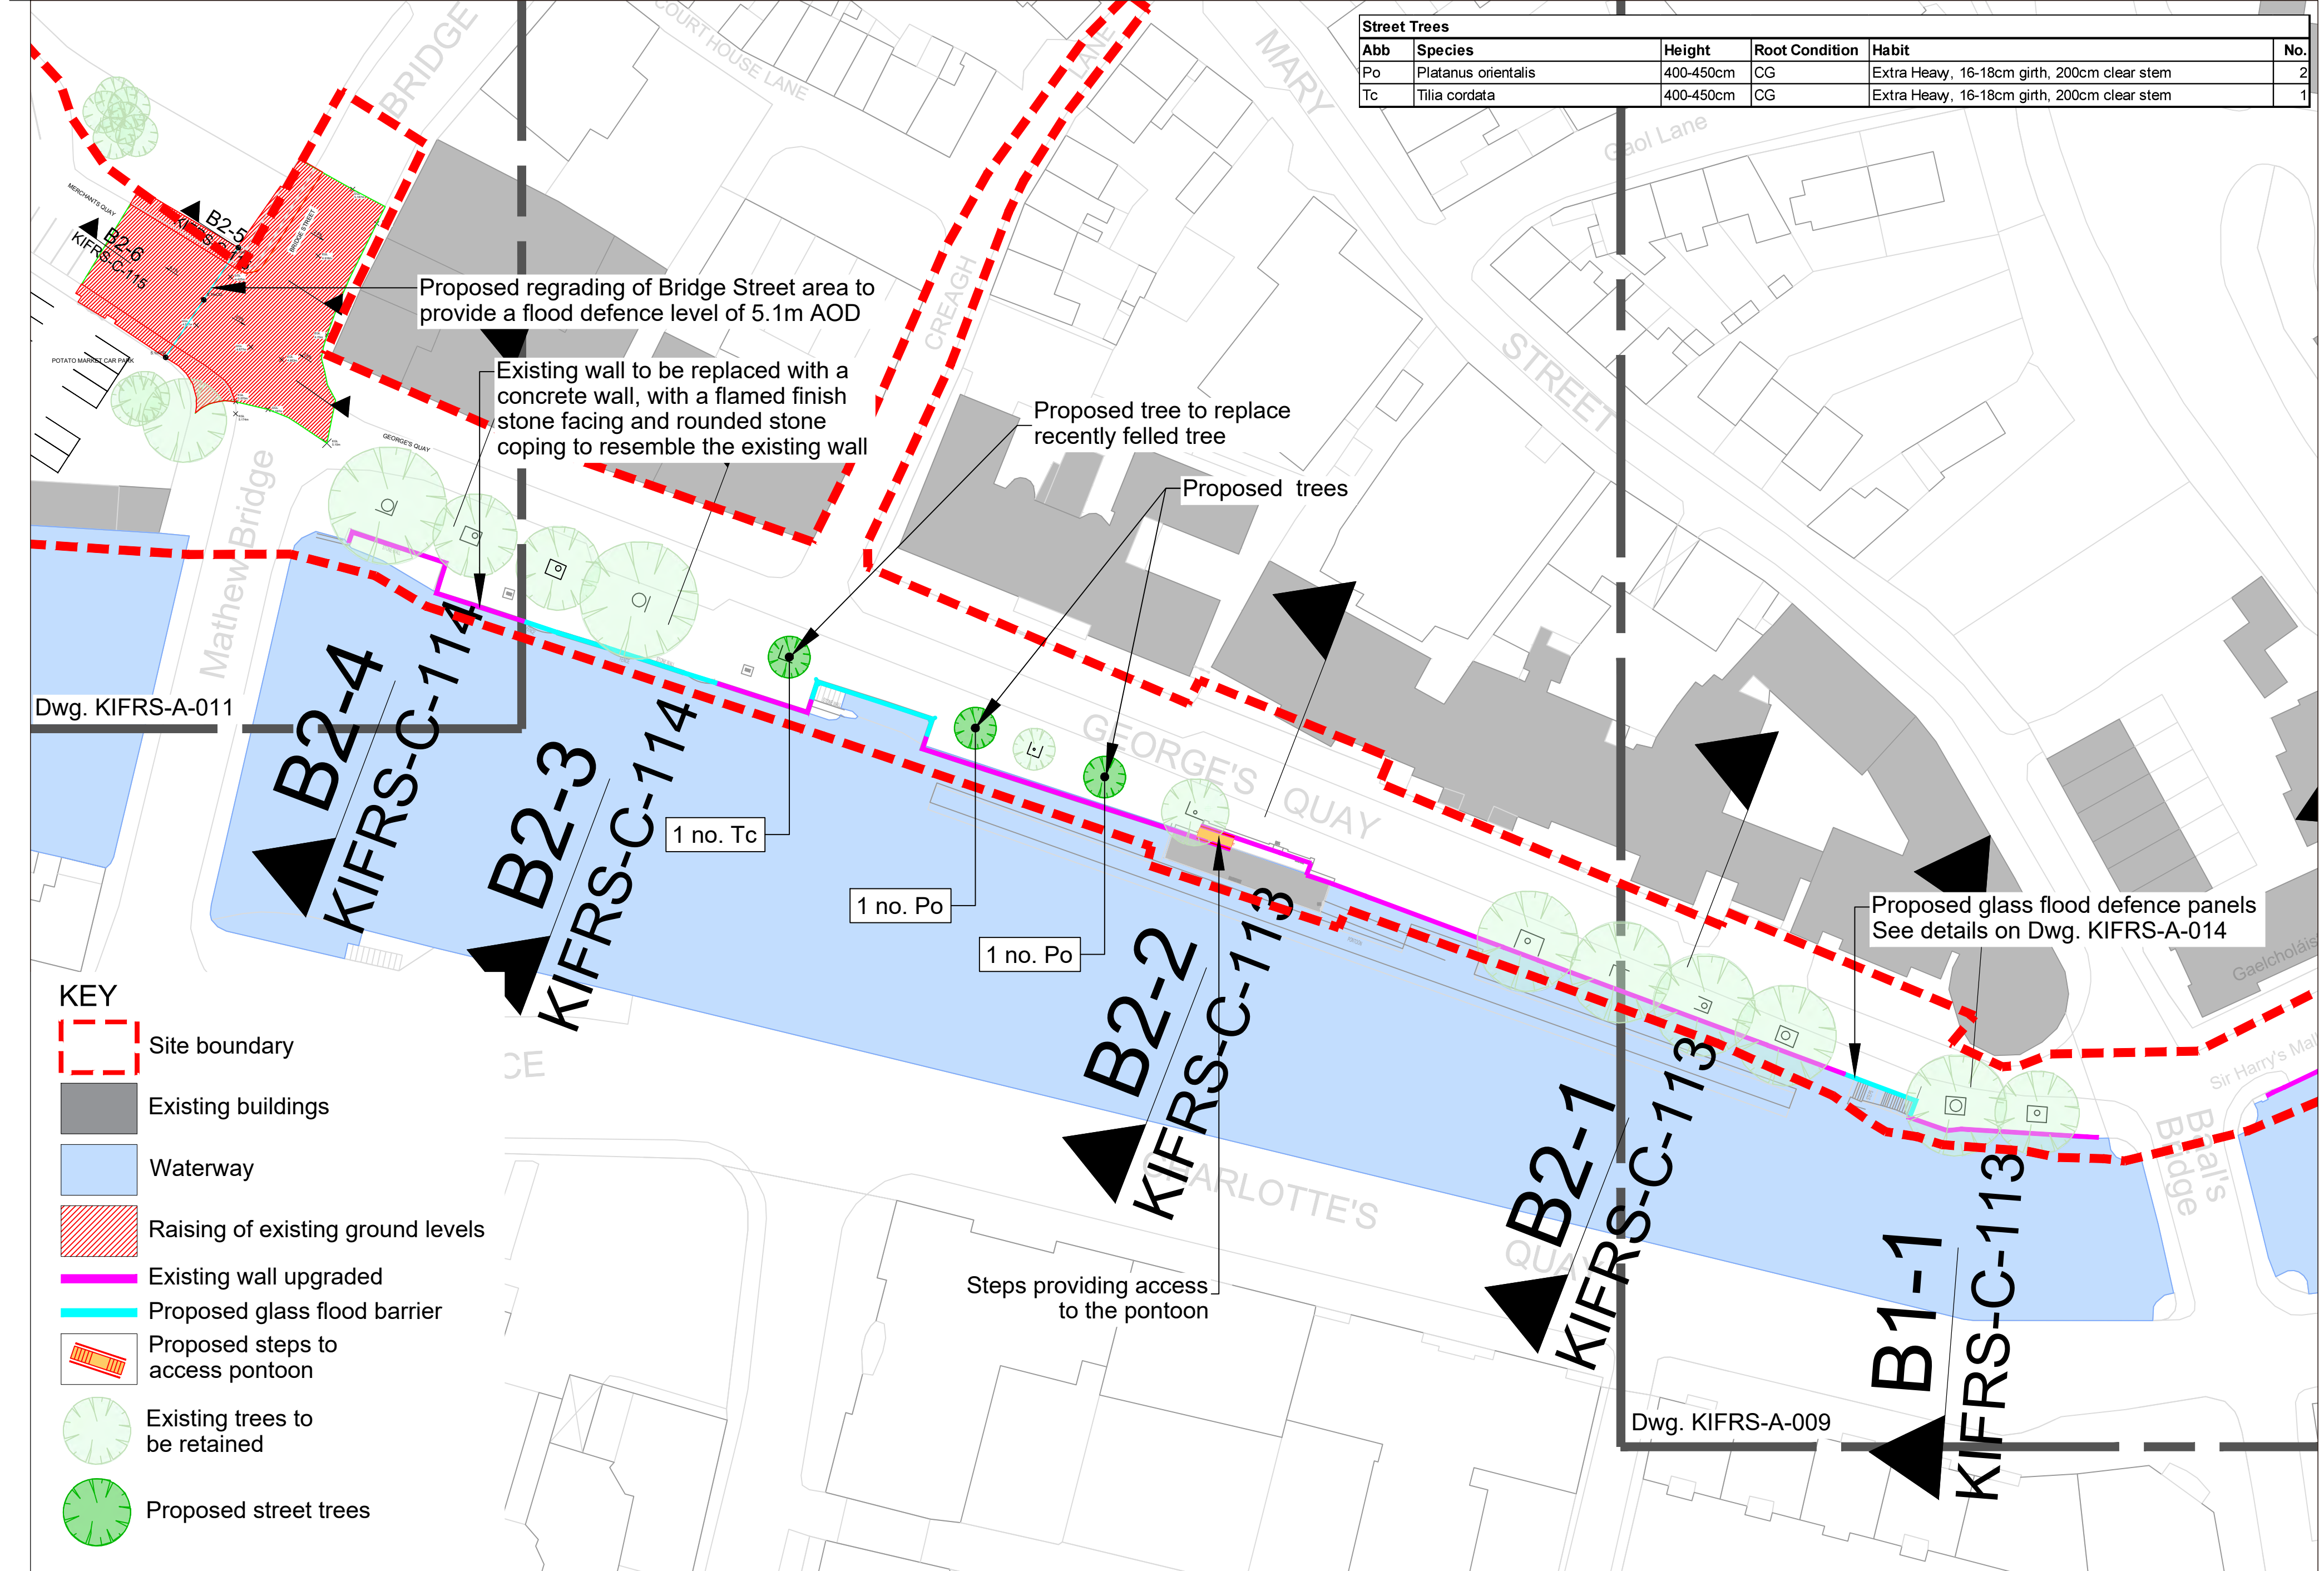 Street Trees
Abb Species Height Root Condition Habit No.
Po Platanus orientalis 400-450cm CG Extra Heavy, 16-18cm girth, 200cm clear stem 2
Tc Tilia cordata 400-450cm CG Extra Heavy, 16-18cm girth, 200cm clear stem 1
BRIDGE
COURT HOUSE LANE
LANE
MARY
Gaol Lane
MERCHANTS QUAY
B2-5
B2-6
KIFRS-C-115
BRIDGE STREET
Proposed regrading of Bridge Street area to
provide a flood defence level of 5.1m AOD
CREAGH
STREET
POTATO MARKET CAR PARK
Existing wall to be replaced with a
concrete wall, with a flamed finish
stone facing and rounded stone
coping to resemble the existing wall
Proposed tree to replace
recently felled tree
GEORGE'S QUAY
Proposed trees
Mathew Bridge
Dwg. KIFRS-A-011
GEORGE'S QUAY
B2-4
KIFRS-C-114
B2-3
KIFRS-C-114
1 no. Tc
1 no. Po
1 no. Po
B2-2
KIFRS-C-113
Proposed glass flood defence panels
See details on Dwg. KIFRS-A-014
B2-1
KIFRS-C-113
B1-1
KIFRS-C-113
Baal's
Bridge
CHARLOTTE'S
QUAY
Steps providing access
to the pontoon
Dwg. KIFRS-A-009
KEY
Site boundary
Existing buildings
Waterway
Raising of existing ground levels
Existing wall upgraded
Proposed glass flood barrier
Proposed steps to
access pontoon
Existing trees to
be retained
Proposed street trees